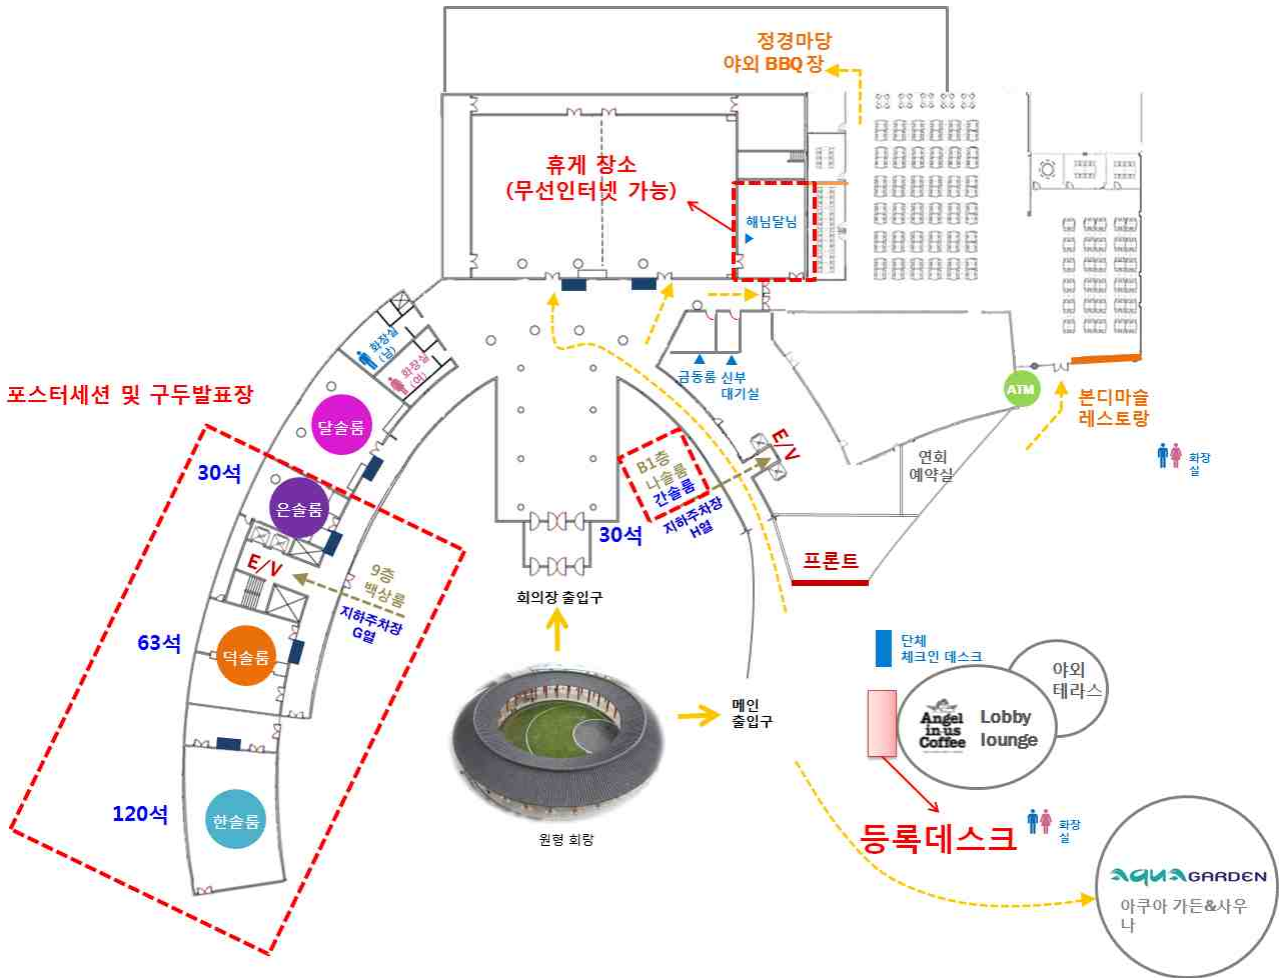 정경마당
야외 BBQ 장
휴게 장소
(무선인터넷 가능)
해님달님
화장실
(남)
화장실
(여)
금동룸
신부
대기실
ATM
본디마슬
레스토랑
포스터세션 및 구두발표장
달솔룸
30석
은솔룸
E/V
9층
백상룸
지하주차장
G열
63석
덕솔룸
120석
한솔룸
B1층
나솔룸
간솔룸
30석
지하주차장
H열
E/V
연회
예약실
화장
실
프론트
회의장 출입구
메인
출입구
원형 회랑
단체
체크인 데스크
야외
테라스
Angel
in·us
Coffee
Lobby
lounge
등록데스크
화장
실
aqua GARDEN
아쿠아 가든&사우
나